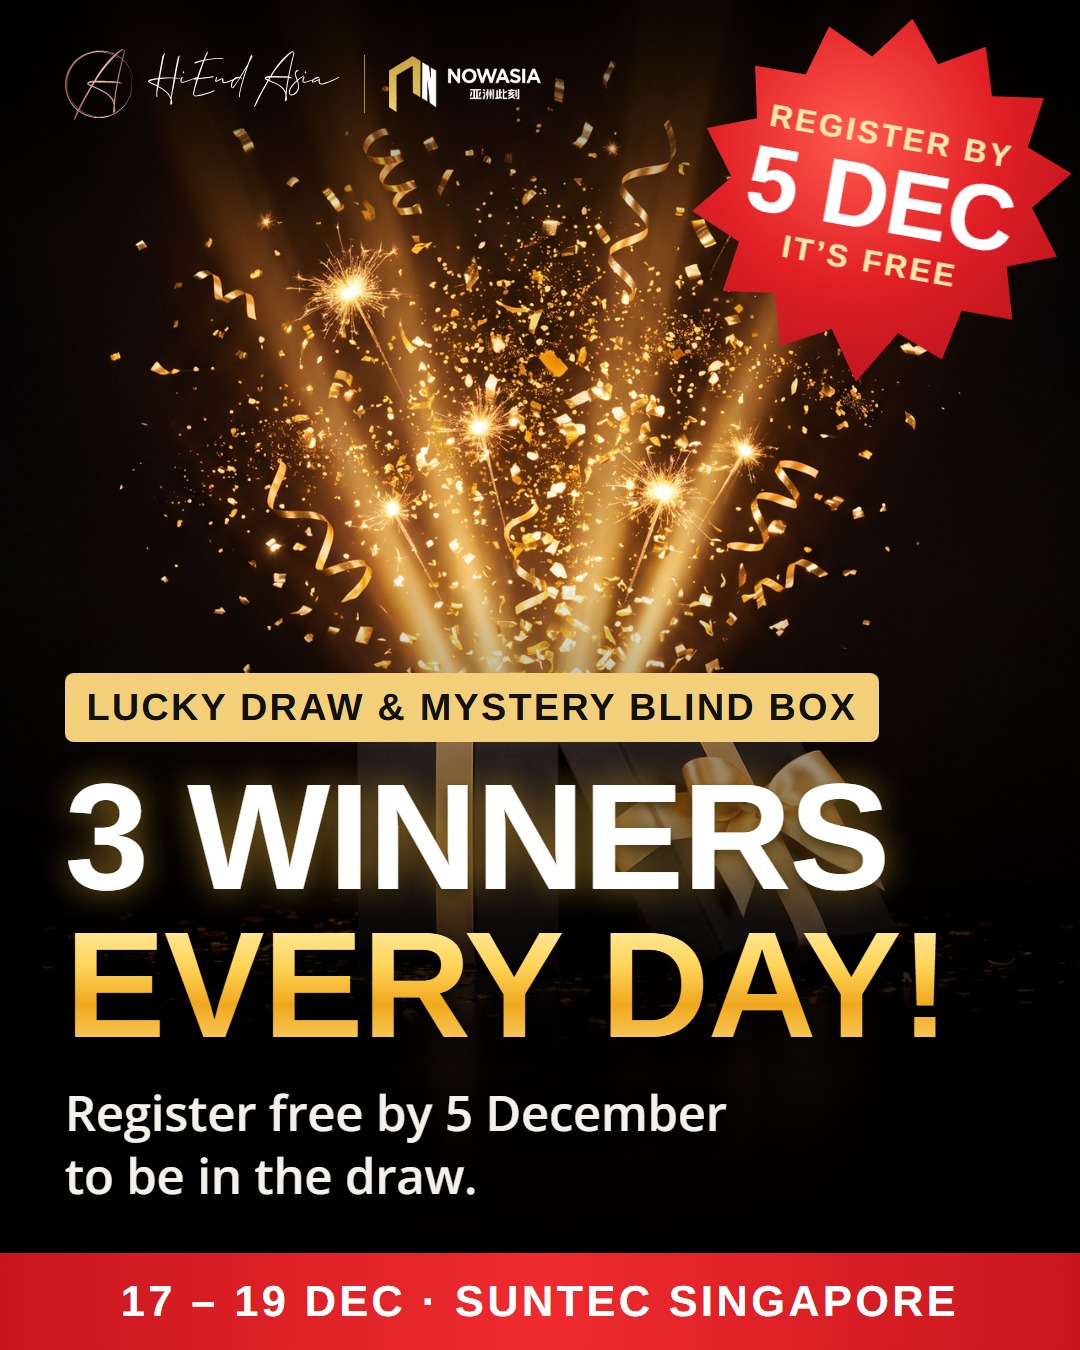 HiEnd Asia
NOWASIA
亚洲此刻
REGISTER BY
5 DEC
IT’S FREE
LUCKY DRAW & MYSTERY BLIND BOX
3 WINNERS
EVERY DAY!
Register free by 5 December
to be in the draw.
17 – 19 DEC · SUNTEC SINGAPORE